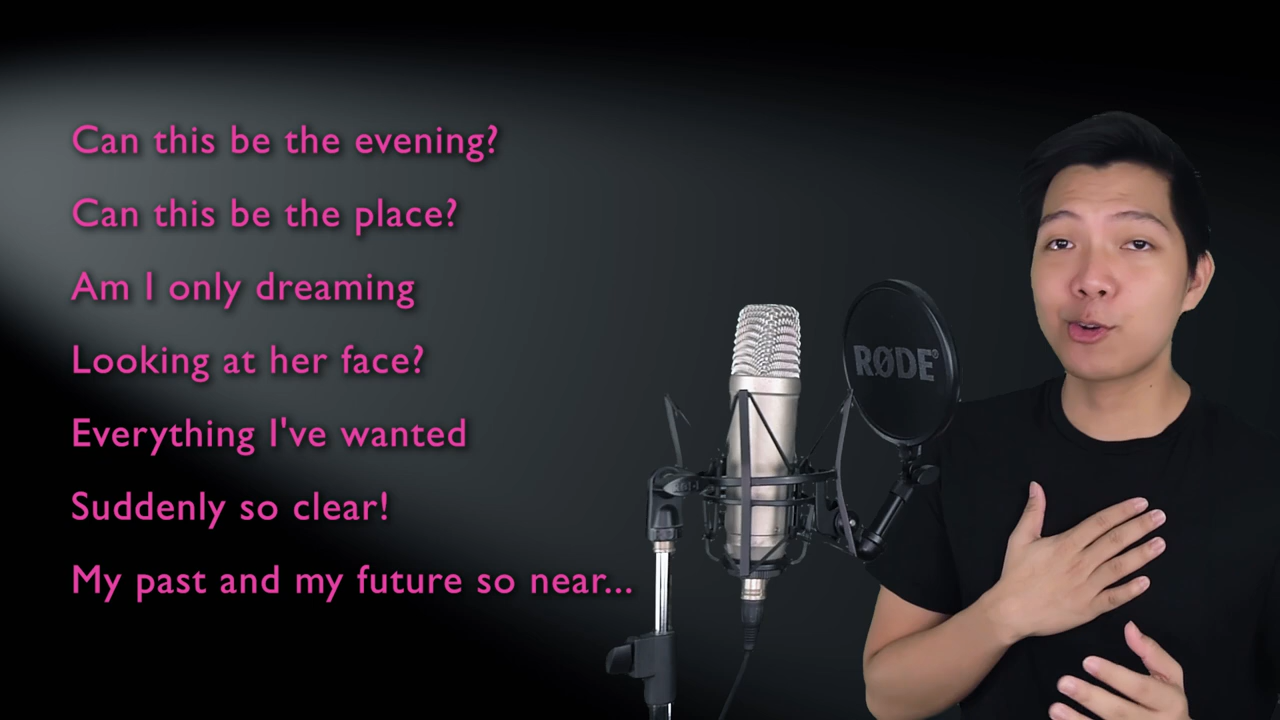 Can this be the evening?
Can this be the place?
Am I only dreaming
Looking at her face?
Everything I've wanted
Suddenly so clear!
My past and my future so near...
RØDE®